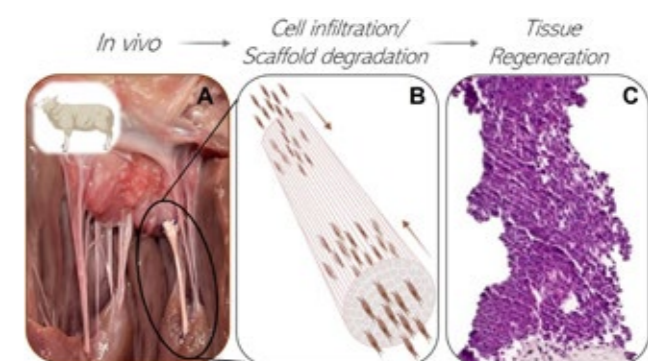 In vivo
Cell infiltration/
Scaffold degradation
Tissue
Regeneration
A
B
C